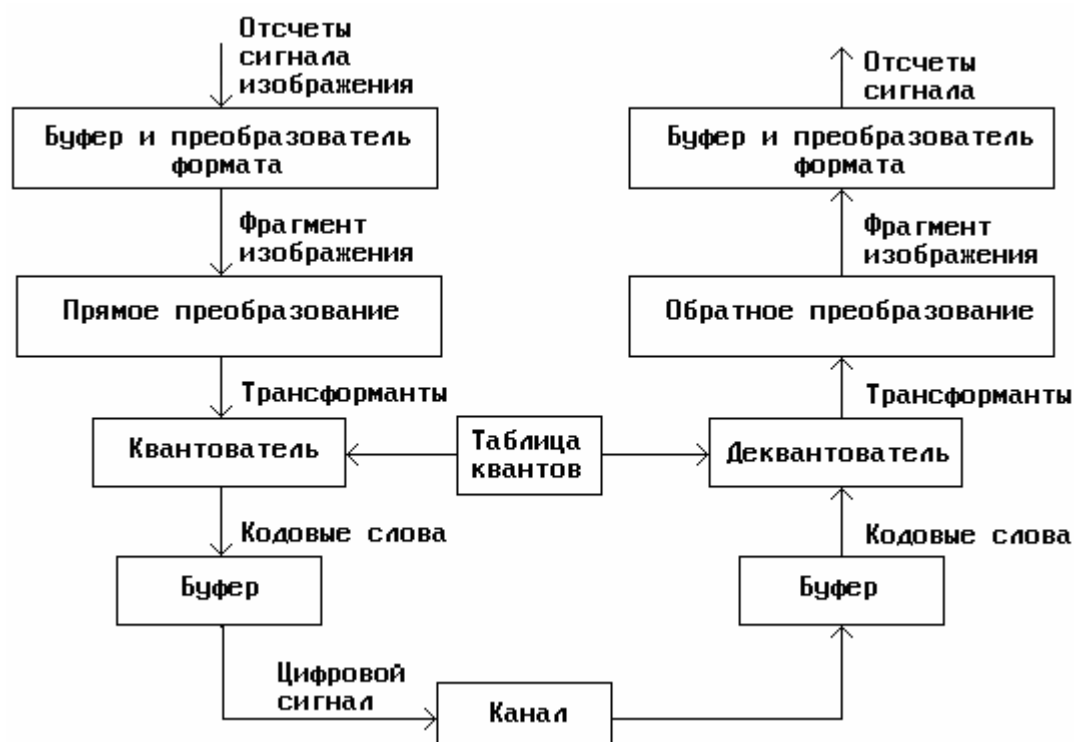 Отсчеты
сигнала
изображения
Буфер и преобразователь
формата
Фрагмент
изображения
Прямое преобразование
Трансформанты
Квантователь
Кодовые слова
Буфер
Цифровой
сигнал
Канал
Таблица
квантов
Отсчеты
сигнала
Буфер и преобразователь
формата
Фрагмент
изображения
Обратное преобразование
Трансформанты
Деквантователь
Кодовые слова
Буфер